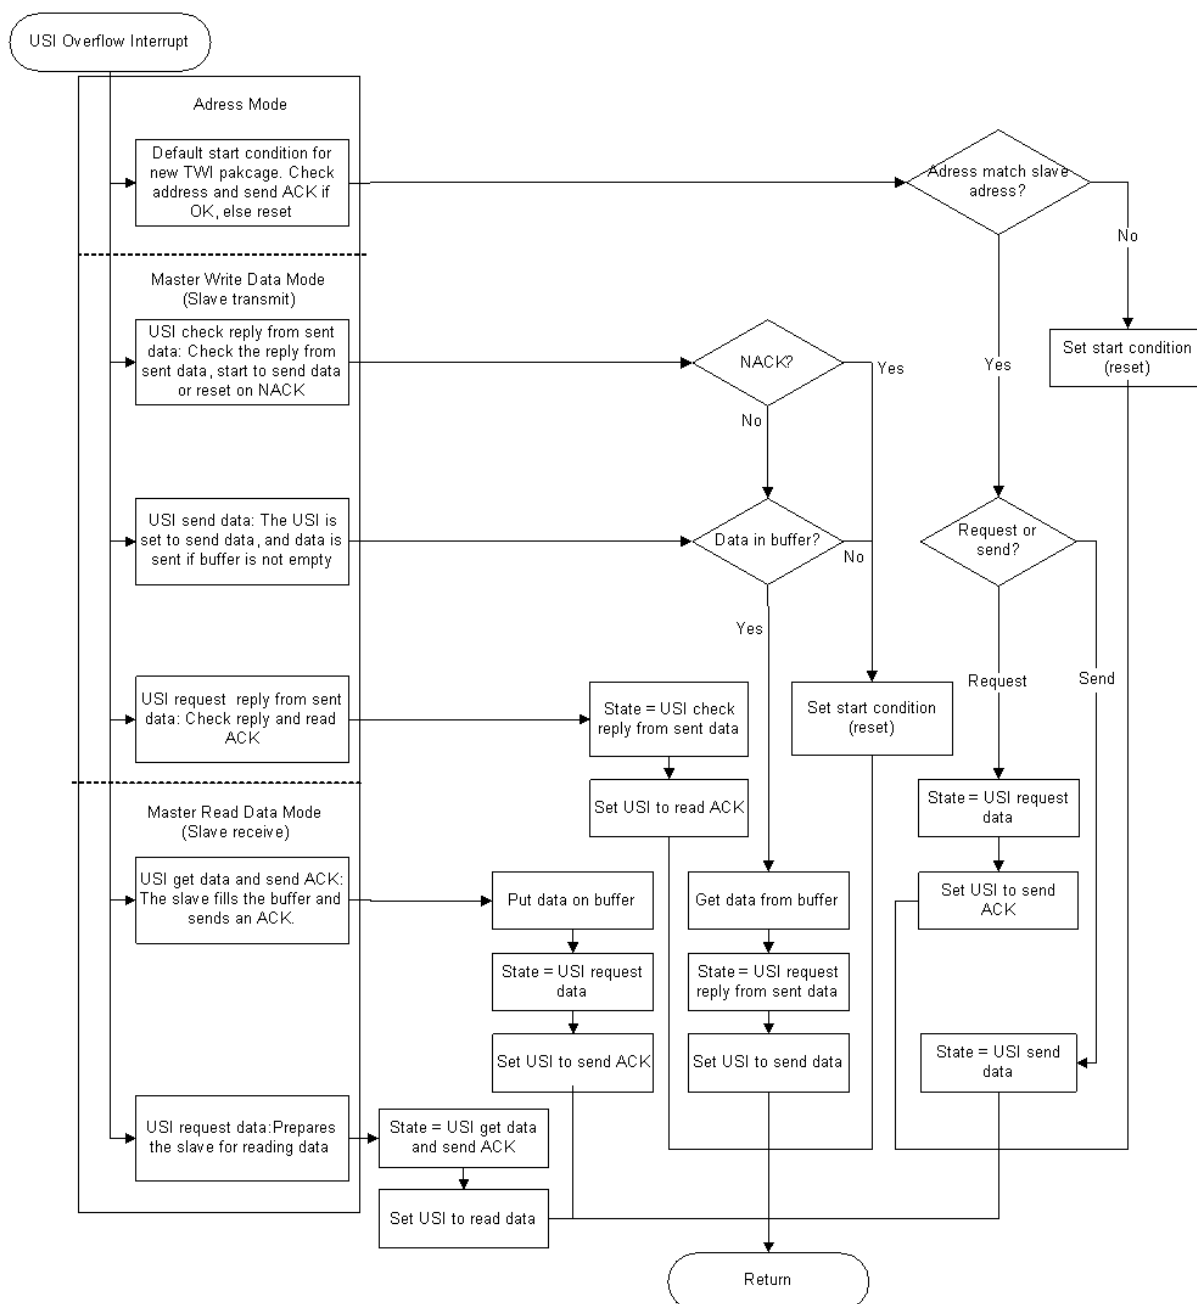 USI Overflow Interrupt
Adress Mode
Default start condition for
new TWI pakcage. Check
address and send ACK if
OK, else reset
Adress match slave
adress?
No
Yes
Set start condition
(reset)
Master Write Data Mode
(Slave transmit)
USI check reply from sent
data: Check the reply from
sent data, start to send data
or reset on NACK
NACK?
Yes
No
USI send data: The USI is
set to send data, and data is
sent if buffer is not empty
Data in buffer?
No
Yes
Request or
send?
Request
Send
USI request reply from sent
data: Check reply and read
ACK
State = USI check
reply from sent data
Set start condition
(reset)
Set USI to read ACK
State = USI request
data
Set USI to send
ACK
Master Read Data Mode
(Slave receive)
USI get data and send ACK:
The slave fills the buffer and
sends an ACK.
Put data on buffer
Get data from buffer
State = USI request
data
State = USI request
reply from sent data
Set USI to send ACK
Set USI to send data
State = USI send
data
USI request data:Prepares
the slave for reading data
State = USI get data
and send ACK
Set USI to read data
Return